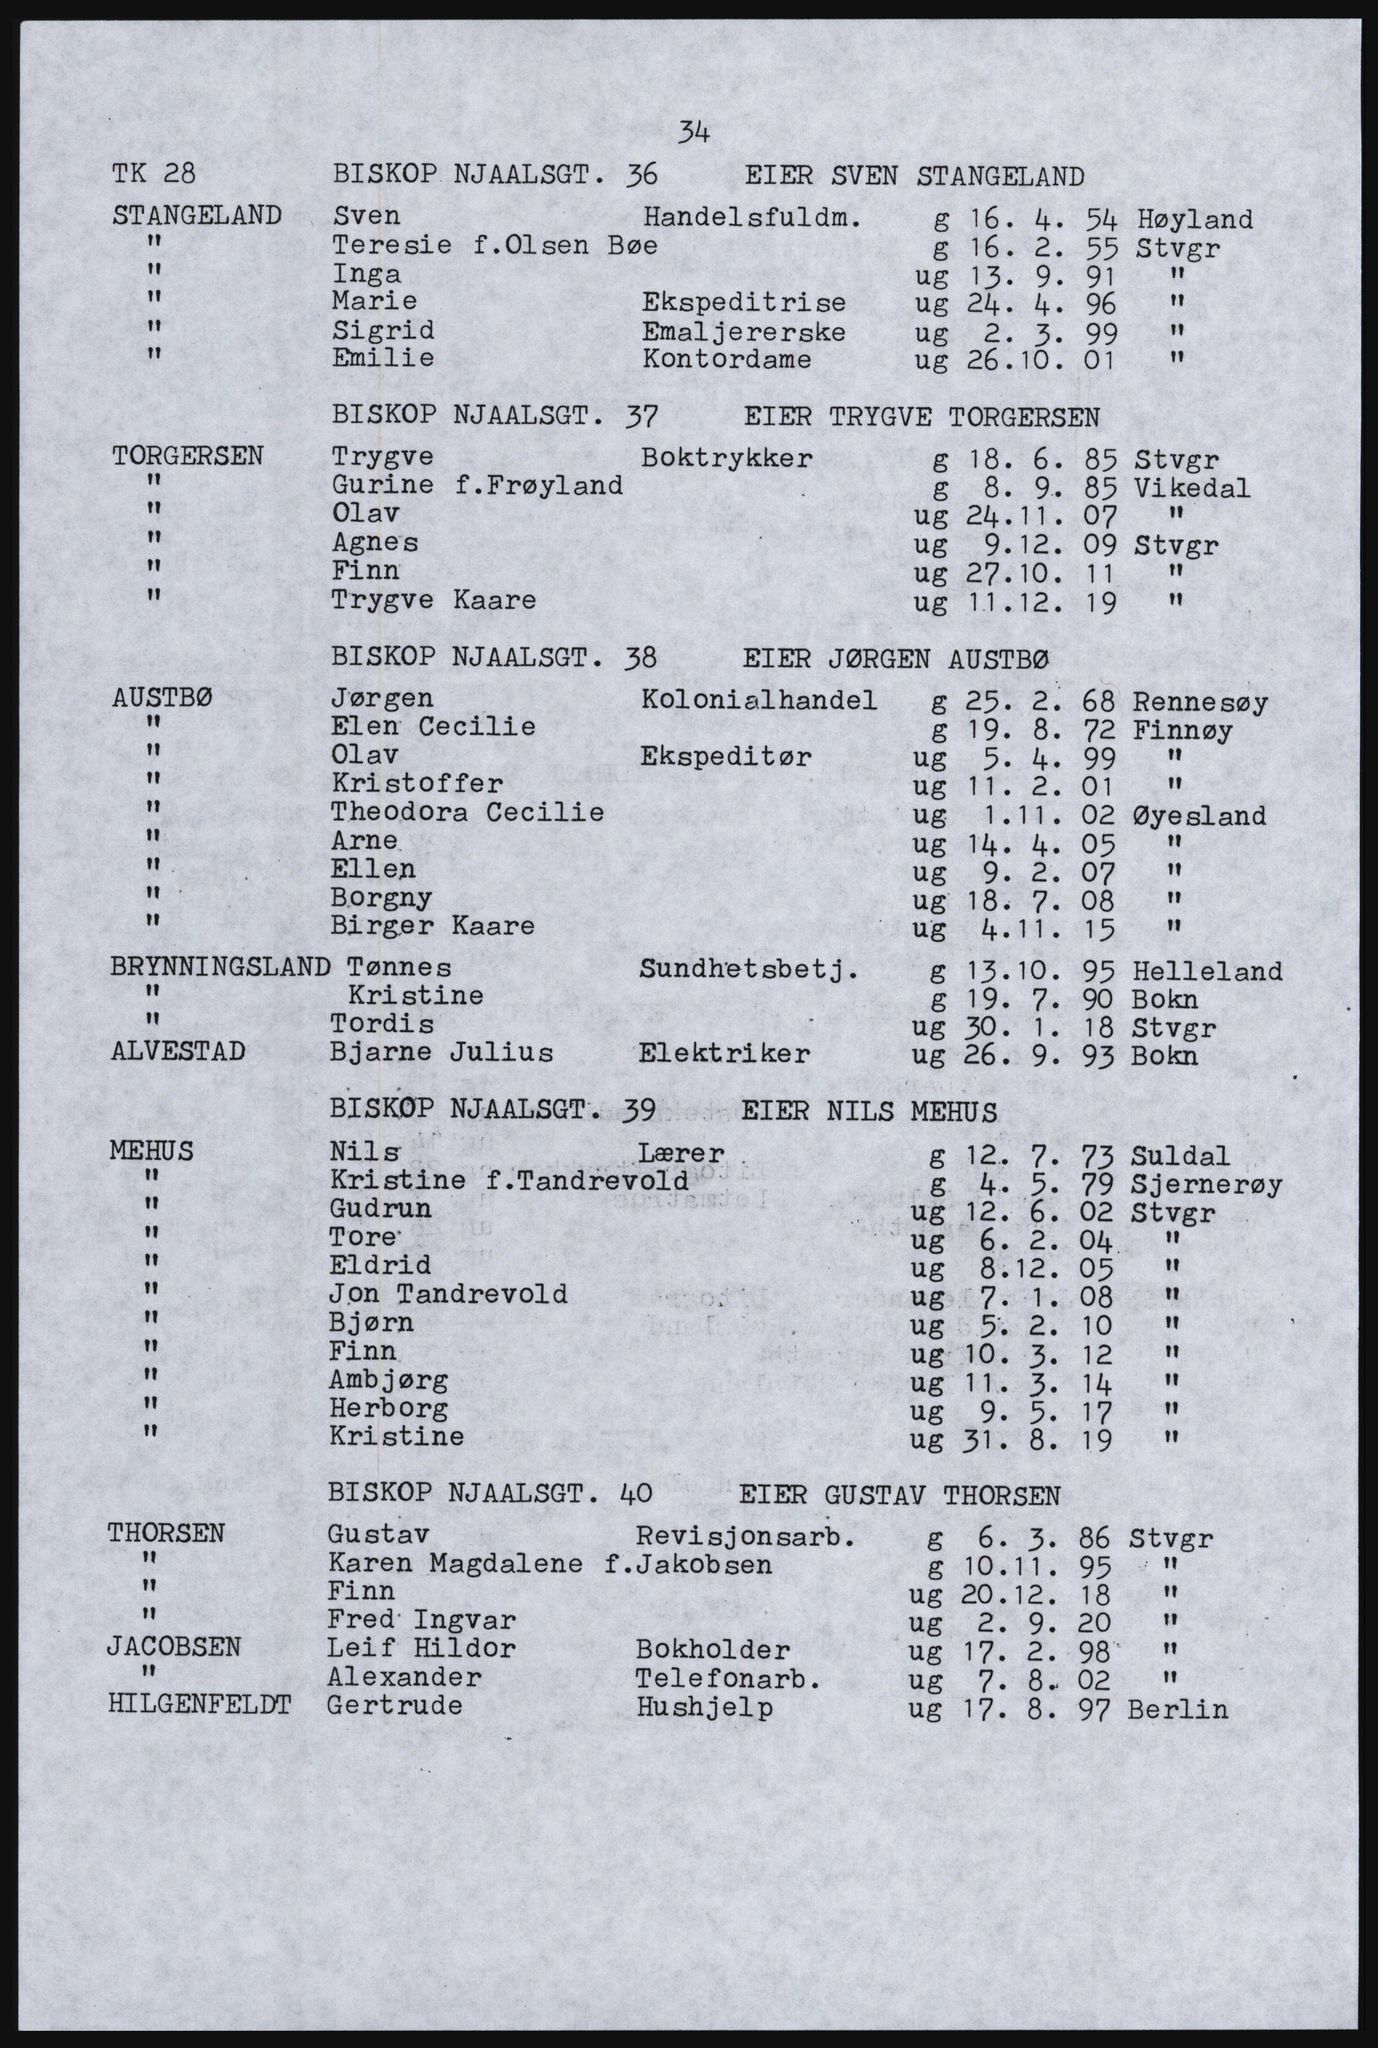 34
TK 28 BISKOP NJAALSGT. 36 EIER SVEN STANGELAND
STANGELAND Sven Handelsfuldm. g 16. 4. 54 Høyland
" Teresie f.Olsen Bøe g 16. 2. 55 Stvgr
" Inga ug 13. 9. 91 "
" Marie Ekspeditrise ug 24. 4. 96 "
" Sigrid Emaljererske ug 2. 3. 99 "
" Emilie Kontordame ug 26.10. 01 "
BISKOP NJAALSGT. 37 EIER TRYGVE TORGERSEN
TORGERSEN Trygve Boktrykker g 18. 6. 85 Stvgr
" Gurine f.Frøyland g 8. 9. 85 Vikedal
" Olav ug 24.11. 07 "
" Agnes ug 9.12. 09 Stvgr
" Finn ug 27.10. 11 "
" Trygve Kaare ug 11.12. 19 "
BISKOP NJAALSGT. 38 EIER JØRGEN AUSTBØ
AUSTBØ Jørgen Kolonialhandel g 25. 2. 68 Rennesøy
" Elen Cecilie g 19. 8. 72 Finnøy
" Olav Ekspeditør ug 5. 4. 99 "
" Kristoffer ug 11. 2. 01 "
" Theodora Cecilie ug 1.11. 02 Øyesland
" Arne ug 14. 4. 05 "
" Ellen ug 9. 2. 07 "
" Borgny ug 18. 7. 08 "
" Birger Kaare ug 4.11. 15 "
BRYNNINGSLAND Tønnes Sundhetsbetj. g 13.10. 95 Helleland
" Kristine g 19. 7. 90 Bokn
" Tordis ug 30. 1. 18 Stvgr
ALVESTAD Bjarne Julius Elektriker ug 26. 9. 93 Bokn
BISKOP NJAALSGT. 39 EIER NILS MEHUS
MEHUS Nils Lærer g 12. 7. 73 Suldal
" Kristine f.Tandrevold g 4. 5. 79 Sjernerøy
" Gudrun ug 12. 6. 02 Stvgr
" Tore ug 6. 2. 04 "
" Eldrid ug 8.12. 05 "
" Jon Tandrevold ug 7. 1. 08 "
" Bjørn ug 5. 2. 10 "
" Finn ug 10. 3. 12 "
" Ambjørg ug 11. 3. 14 "
" Herborg ug 9. 5. 17 "
" Kristine ug 31. 8. 19 "
BISKOP NJAALSGT. 40 EIER GUSTAV THORSEN
THORSEN Gustav Revisjonsarb. g 6. 3. 86 Stvgr
" Karen Magdalene f.Jakobsen g 10.11. 95 "
" Finn ug 20.12. 18 "
" Fred Ingvar ug 2. 9. 20 "
JACOBSEN Leif Hildor Bokholder ug 17. 2. 98 "
" Alexander Telefonarb. ug 7. 8. 02 "
HILGENFELDT Gertrude Hushjelp ug 17. 8. 97 Berlin